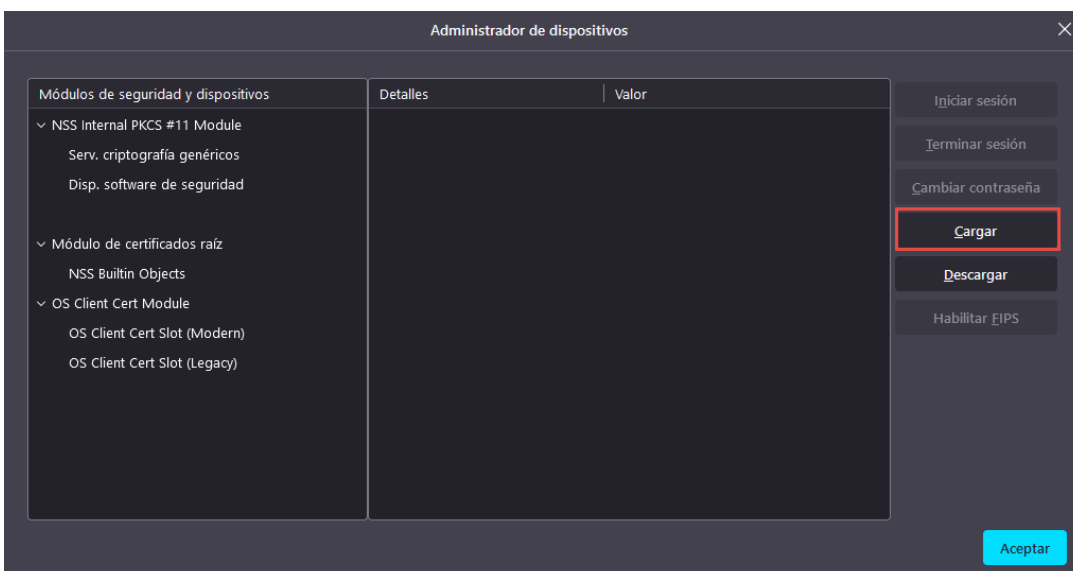 Administrador de dispositivos
Módulos de seguridad y dispositivos
NSS Internal PKCS #11 Module
Serv. criptografía genéricos
Disp. software de seguridad
Módulo de certificados raíz
NSS Builtin Objects
OS Client Cert Module
OS Client Cert Slot (Modern)
OS Client Cert Slot (Legacy)
Detalles
Valor
Iniciar sesión
Terminar sesión
Cambiar contraseña
Cargar
Descargar
Habilitar FIPS
Aceptar